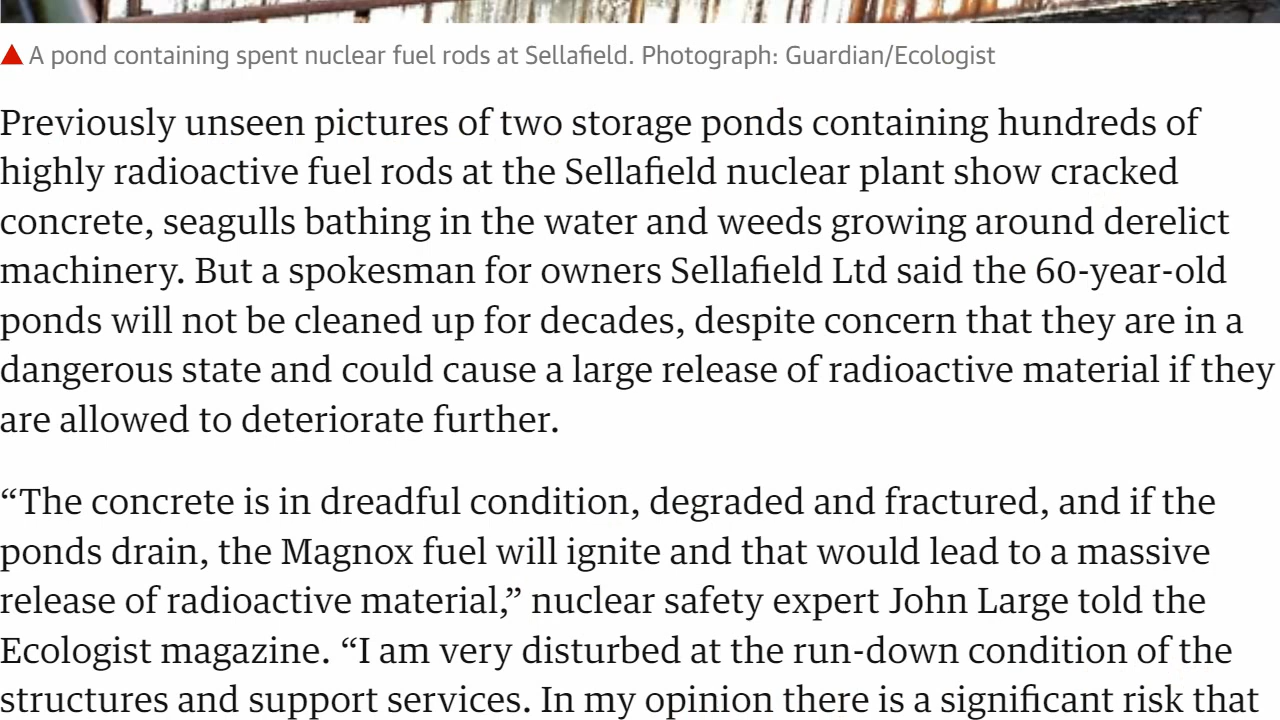 A pond containing spent nuclear fuel rods at Sellafield. Photograph: Guardian/Ecologist
Previously unseen pictures of two storage ponds containing hundreds of
highly radioactive fuel rods at the Sellafield nuclear plant show cracked
concrete, seagulls bathing in the water and weeds growing around derelict
machinery. But a spokesman for owners Sellafield Ltd said the 60-year-old
ponds will not be cleaned up for decades, despite concern that they are in a
dangerous state and could cause a large release of radioactive material if they
are allowed to deteriorate further.
“The concrete is in dreadful condition, degraded and fractured, and if the
ponds drain, the Magnox fuel will ignite and that would lead to a massive
release of radioactive material,” nuclear safety expert John Large told the
Ecologist magazine. “I am very disturbed at the run-down condition of the
structures and support services. In my opinion there is a significant risk that